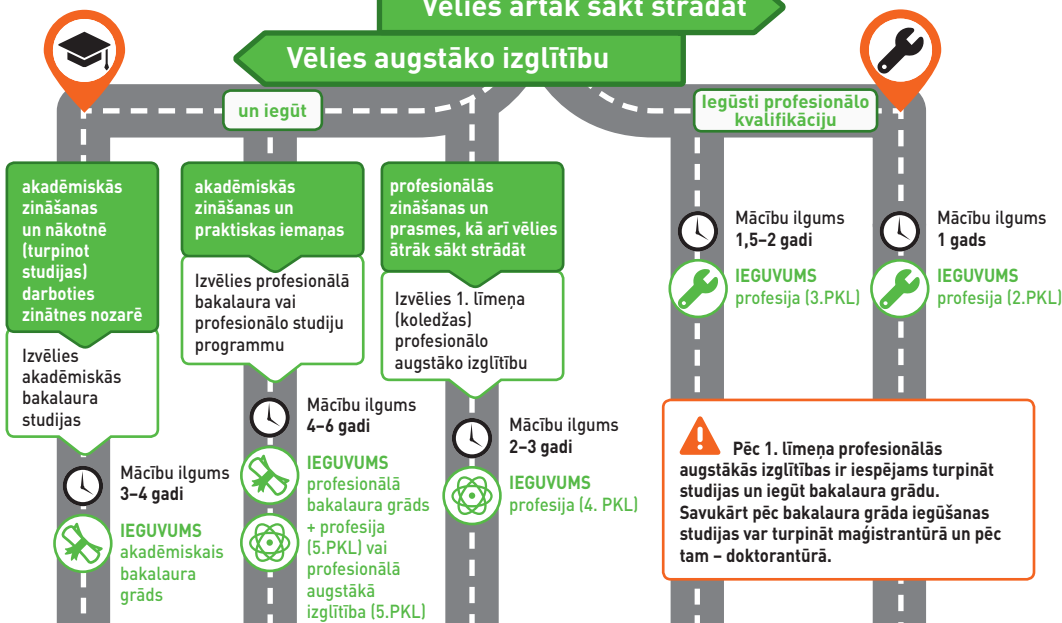 Vēlies ātrāk sākt strādāt
Vēlies augstāko izglītību
un iegūt
Iegūsti profesionālo
kvalifikāciju
akadēmiskās
zināšanas
un nākotnē
(turpinot
studijas)
darboties
zinātnes nozarē
Izvēlies
akadēmiskās
bakalaura
studijas
Mācību ilgums
3–4 gadi
IEGUVUMS
akadēmiskais
bakalaura
grāds
akadēmiskās
zināšanas un
praktiskas iemaņas
Izvēlies profesionālā
bakalaura vai
profesionālo studiju
programmu
Mācību ilgums
4–6 gadi
IEGUVUMS
profesionālā
bakalaura grāds
+ profesija
(5.PKL) vai
profesionālā
augstākā
izglītība (5.PKL)
profesionālās
zināšanas un
prasmes, kā arī vēlies
ātrāk sākt strādāt
Izvēlies 1. līmeņa
(koledžas)
profesionālo
augstāko izglītību
Mācību ilgums
2–3 gadi
IEGUVUMS
profesija (4. PKL)
Mācību ilgums
1,5–2 gadi
IEGUVUMS
profesija (3.PKL)
Mācību ilgums
1 gads
IEGUVUMS
profesija (2.PKL)
Pēc 1. līmeņa profesionālās
augstākās izglītības ir iespējams turpināt
studijas un iegūt bakalaura grādu.
Savukārt pēc bakalaura grāda iegūšanas
studijas var turpināt maģistrantūrā un pēc
tam – doktorantūrā.